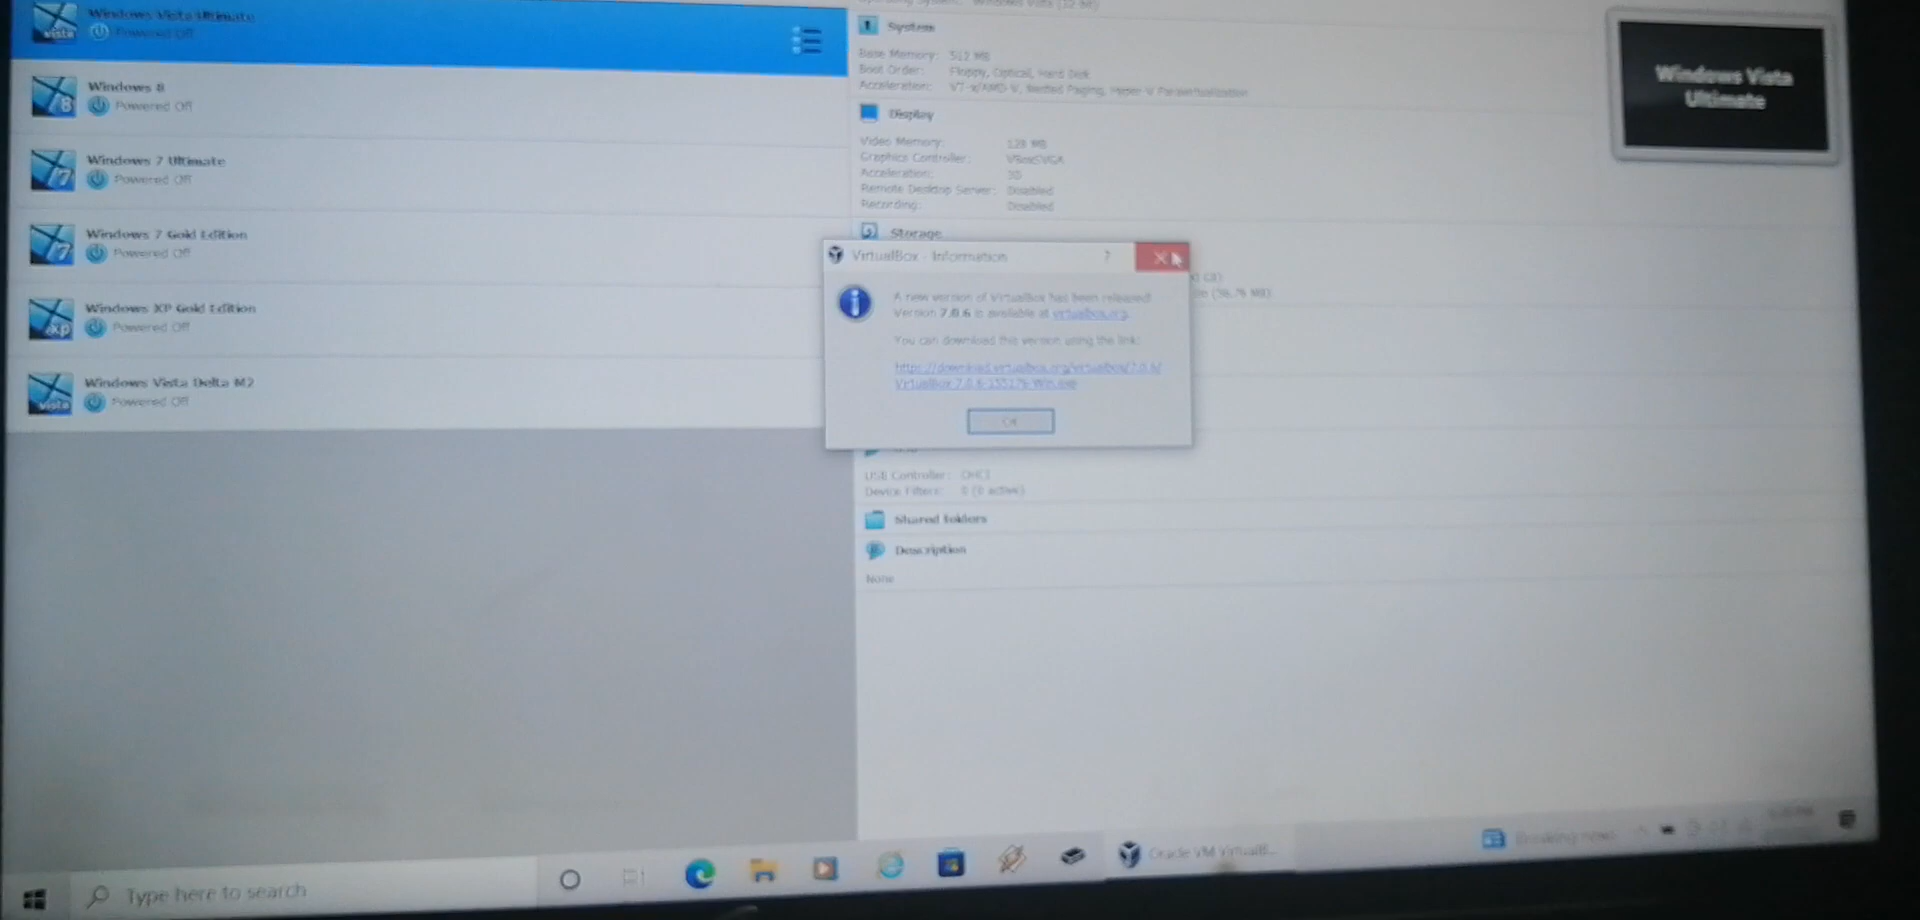 Windows Vista Ultimate
Powered Off
Windows 8
Powered Off
Windows 7 Ultimate
Powered Off
Windows 7 Gold Edition
Powered Off
Windows XP Gold Edition
Powered Off
Windows Vista Delta M2
Powered Off
Operating System: Windows Vista (32-bit)
System
Base Memory: 512 MB
Boot Order: Floppy, Optical, Hard Disk
Acceleration: VT-x/AMD-V, Nested Paging, Hyper-V Paravirtualization
Display
Video Memory: 128 MB
Graphics Controller: VBoxSVGA
Acceleration: 3D
Remote Desktop Server: Disabled
Recording: Disabled
Storage
Windows Vista
Ultimate
VirtualBox - Information
?
A new version of VirtualBox has been released!
Version 7.0.6 is available at virtualbox.org.
You can download this version using the link:
https://download.virtualbox.org/virtualbox/7.0.6/
VirtualBox-7.0.6-155176-Win.exe
OK
USB Controller: OHCI
Device Filters: 0 (0 active)
Shared folders
Description
None
Type here to search
Oracle VM VirtualB...
Breaking news